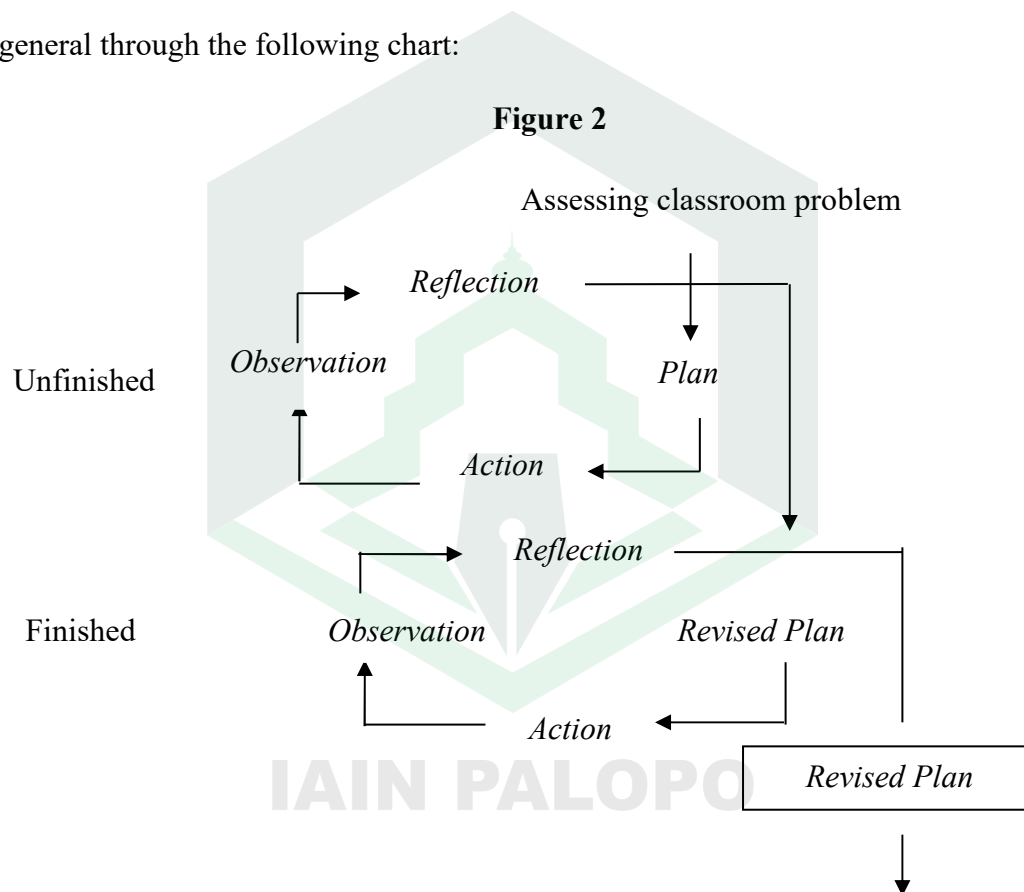 general through the following chart:
Figure 2
Assessing classroom problem
Reflection
Observation
Plan
Unfinished
Action
Reflection
Finished
Observation
Revised Plan
Action
IAIN PALOPO
Revised Plan